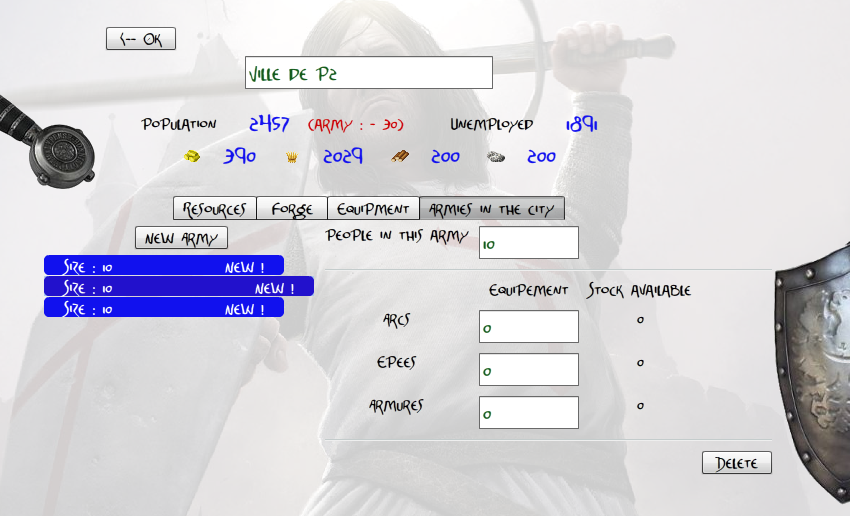 <-- OK
VILLE DE P2
POPULATION 2457 (ARMY : - 30) UNEMPLOYED 1891
390 2029 200 200
RESOURCES FORGE EQUIPMENT ARMIES IN THE CITY
NEW ARMY PEOPLE IN THIS ARMY 10
SIZE : 10 NEW !
SIZE : 10 NEW !
SIZE : 10 NEW !
EQUIPEMENT STOCK AVAILABLE
ARCS 0 0
EPEES 0 0
ARMURES 0 0
DELETE